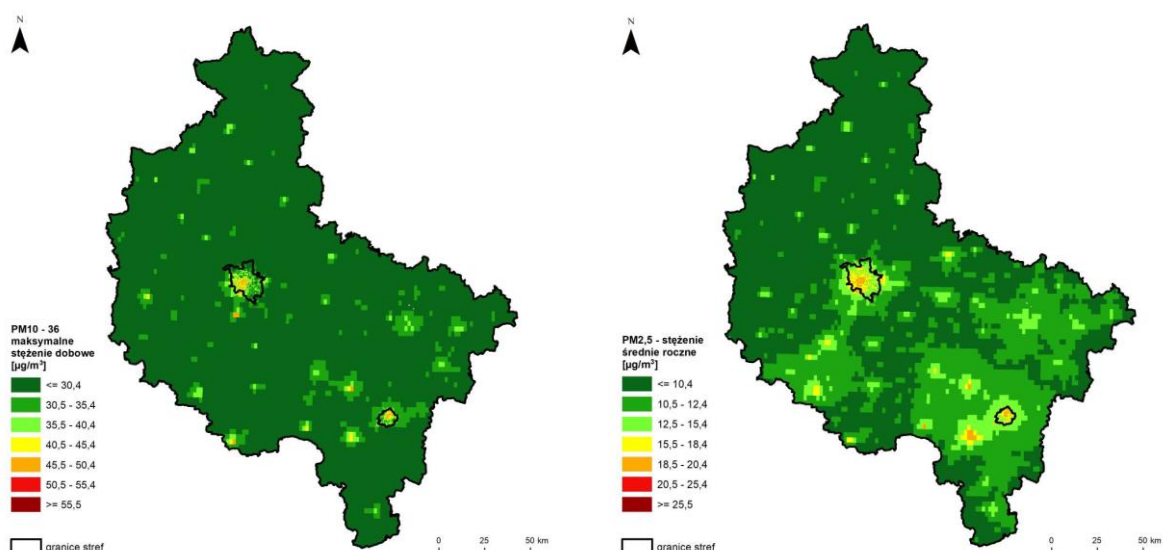 N
PM10 - 36
maksymalne
stężenie dobowe
[µg/m³]
<= 30,4
30,5 - 35,4
35,5 - 40,4
40,5 - 45,4
45,5 - 50,4
50,5 - 55,4
>= 55,5
granice stref
0 25 50 km
N
PM2,5 - stężenie
średnie roczne
[µg/m³]
<= 10,4
10,5 - 12,4
12,5 - 15,4
15,5 - 18,4
18,5 - 20,4
20,5 - 25,4
>= 25,5
granice stref
0 25 50 km